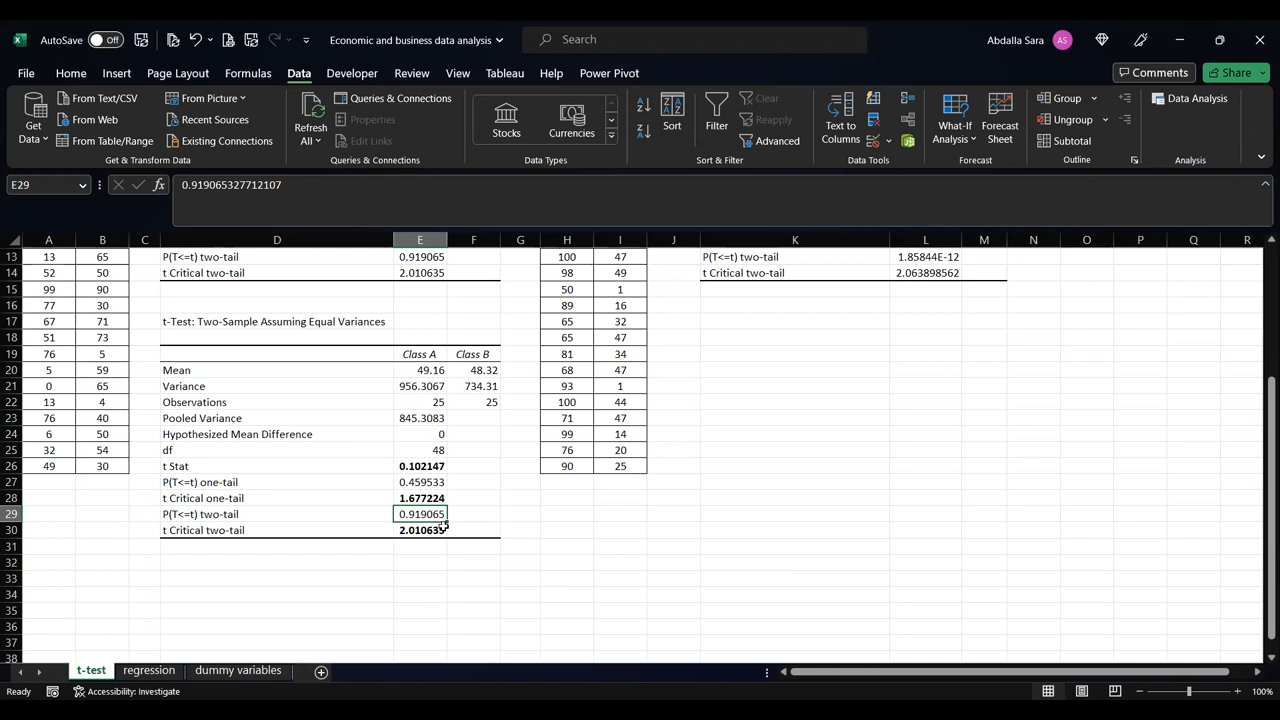 AutoSave Off Economic and business data analysis Search Abdalla Sara AS
File Home Insert Page Layout Formulas Data Developer Review View Tableau Help Power Pivot Comments Share
Get Data From Text/CSV From Web From Table/Range From Picture Recent Sources Existing Connections
Get & Transform Data
Refresh All Queries & Connections Properties Edit Links
Queries & Connections
Stocks Currencies
Data Types
Sort Filter Clear Reapply Advanced
Sort & Filter
Text to Columns
Data Tools
What-If Analysis Forecast Sheet
Forecast
Group Ungroup Subtotal
Outline
Data Analysis
Analysis
E29 fx 0.919065327712107
A B C D E F G H I J K L M N O P Q R
13 13 65 P(T<=t) two-tail 0.919065 100 47 P(T<=t) two-tail 1.85844E-12
14 52 50 t Critical two-tail 2.010635 98 49 t Critical two-tail 2.063898562
15 99 90 50 1
16 77 30 89 16
17 67 71 t-Test: Two-Sample Assuming Equal Variances 65 32
18 51 73 65 47
19 76 5 Class A Class B 81 34
20 5 59 Mean 49.16 48.32 68 47
21 0 65 Variance 956.3067 734.31 93 1
22 13 4 Observations 25 25 100 44
23 76 40 Pooled Variance 845.3083 71 47
24 6 50 Hypothesized Mean Difference 0 99 14
25 32 54 df 48 76 20
26 49 30 t Stat 0.102147 90 25
27 P(T<=t) one-tail 0.459533
28 t Critical one-tail 1.677224
29 P(T<=t) two-tail 0.919065
30 t Critical two-tail 2.010635
31
32
33
34
35
36
37
38
t-test regression dummy variables
Ready Accessibility: Investigate 100%